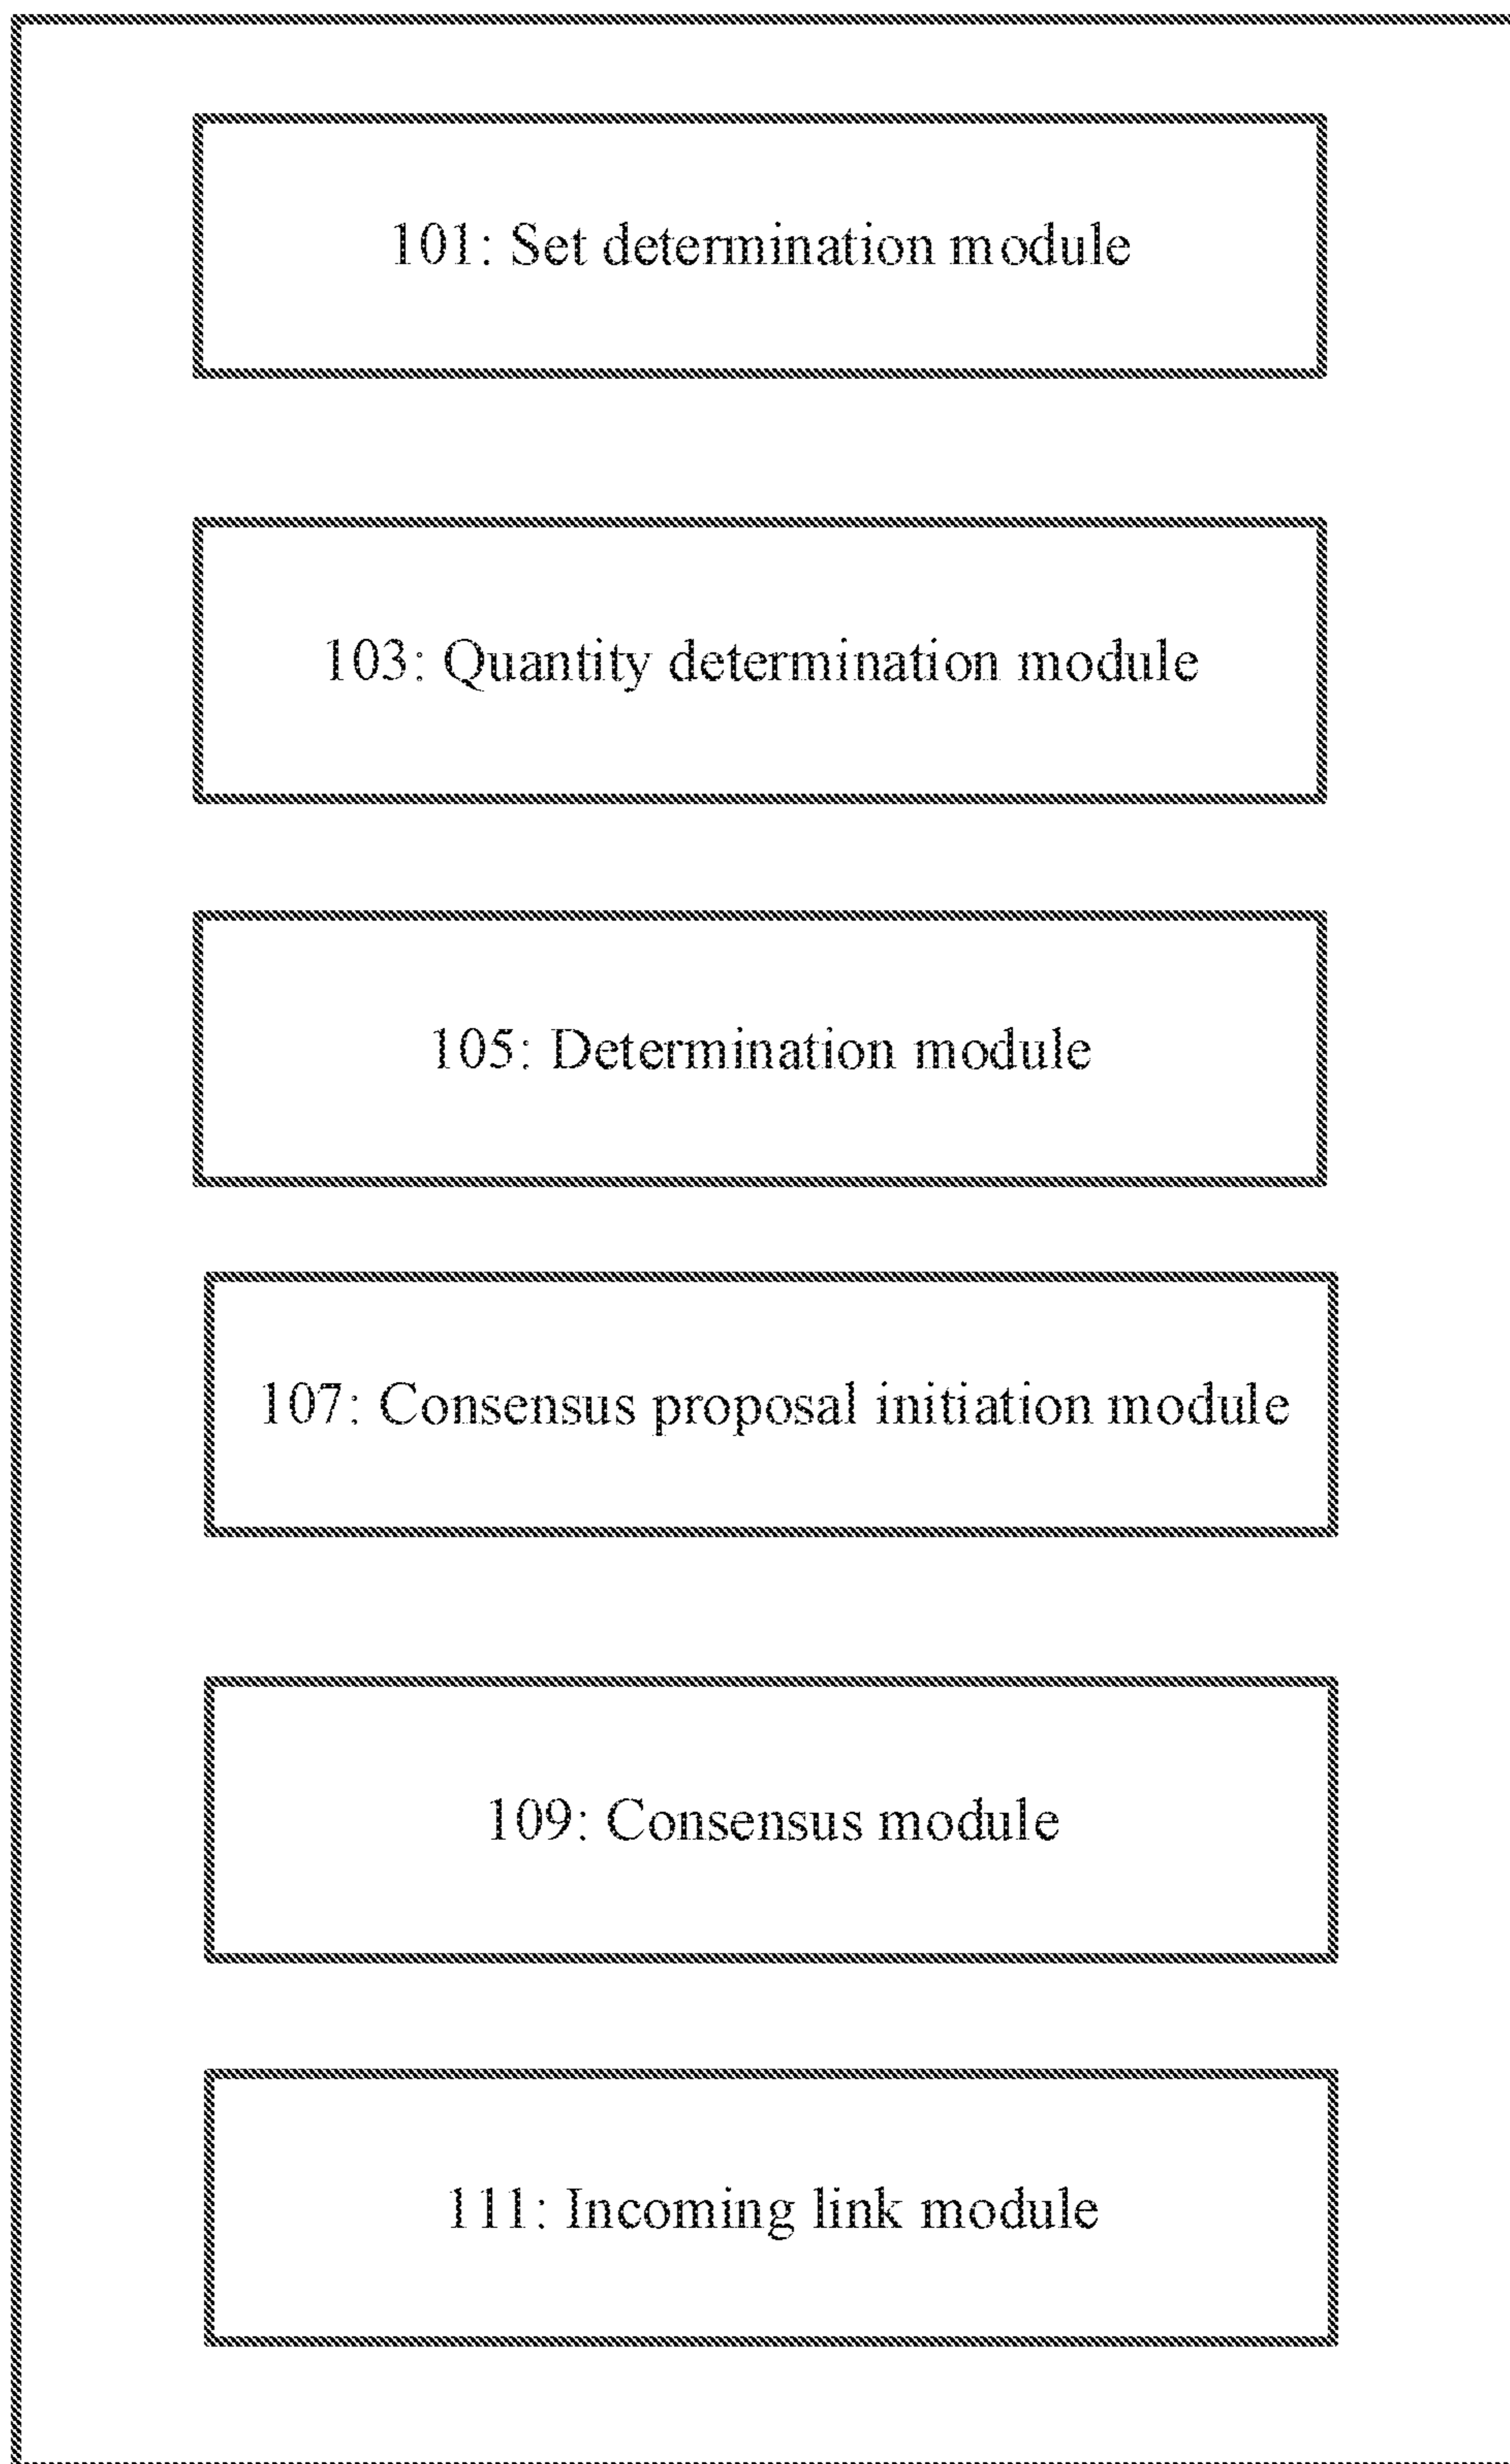 101: Set determination module
103: Quantity determination module
105: Determination module
107: Consensus proposal initiation module
109: Consensus module
111: Incoming link module